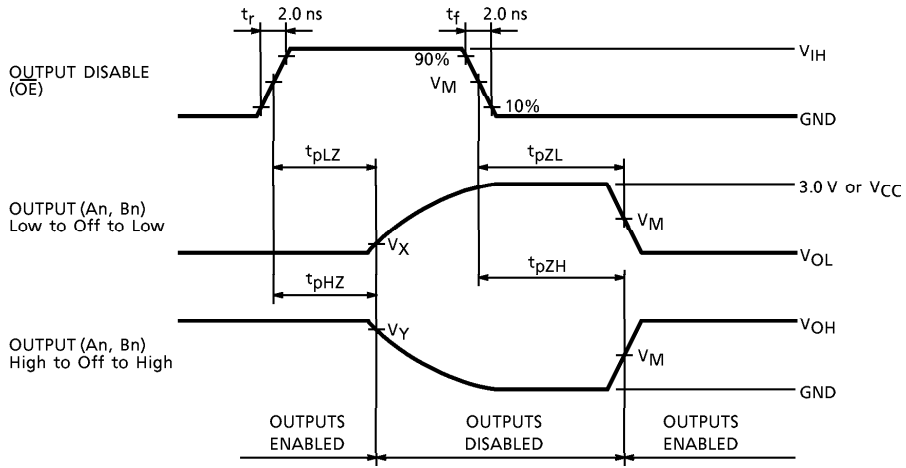 tr 2.0 ns tf 2.0 ns
OUTPUT DISABLE
(OE)
90%
VM
10%
VIH
GND
tpLZ
tpZL
OUTPUT (An, Bn)
Low to Off to Low
VX
3.0 V or VCC
VM
VOL
tpHZ
tpZH
OUTPUT (An, Bn)
High to Off to High
VY
VOH
VM
GND
OUTPUTS
ENABLED
OUTPUTS
DISABLED
OUTPUTS
ENABLED